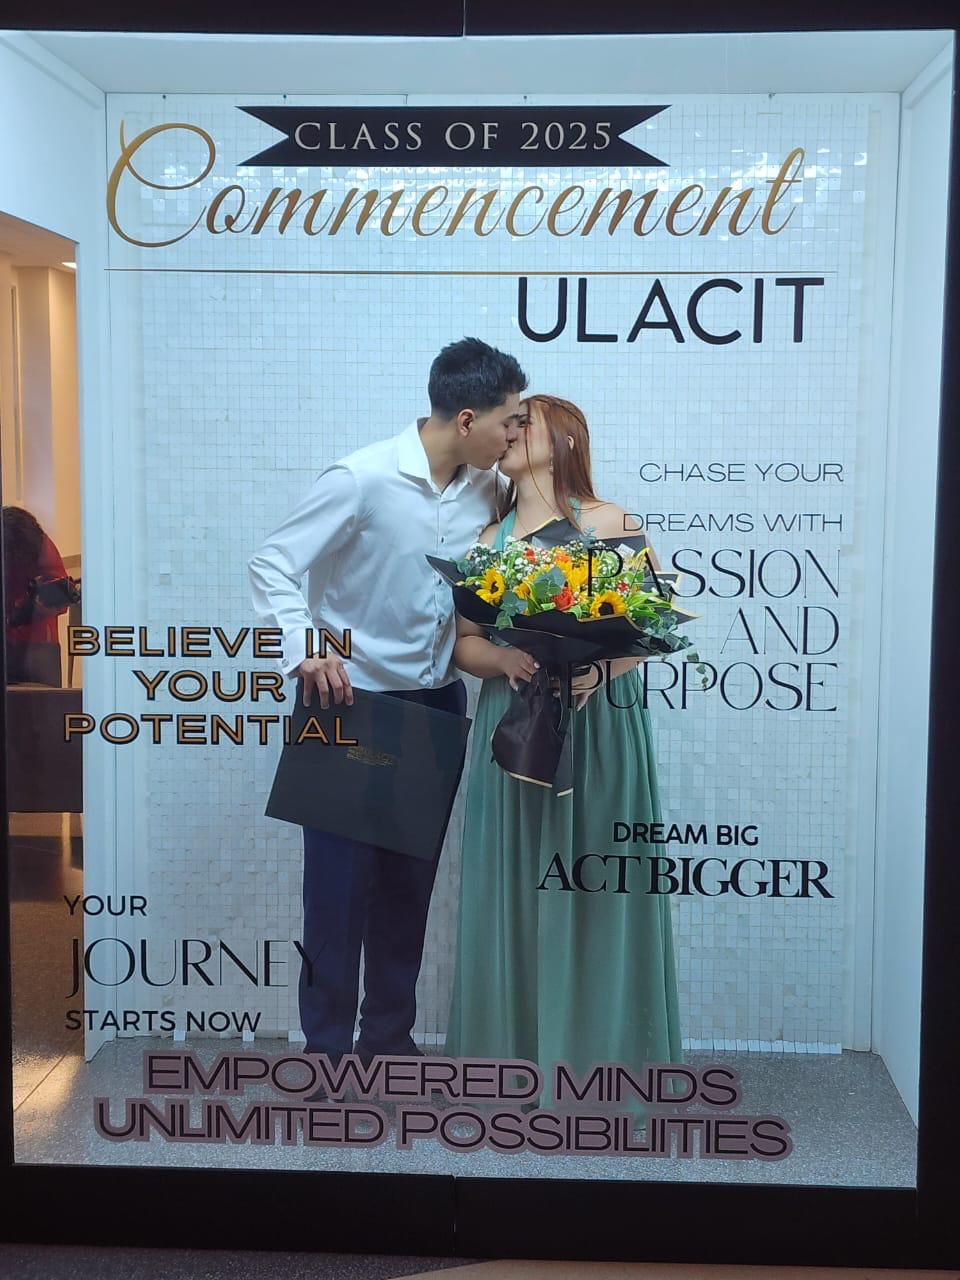 CLASS OF 2025
Commencement
ULACIT
CHASE YOUR
DREAMS WITH
PASSION
AND
PURPOSE
BELIEVE IN
YOUR
POTENTIAL
DREAM BIG
ACT BIGGER
YOUR
JOURNEY
STARTS NOW
EMPOWERED MINDS
UNLIMITED POSSIBILIITIES